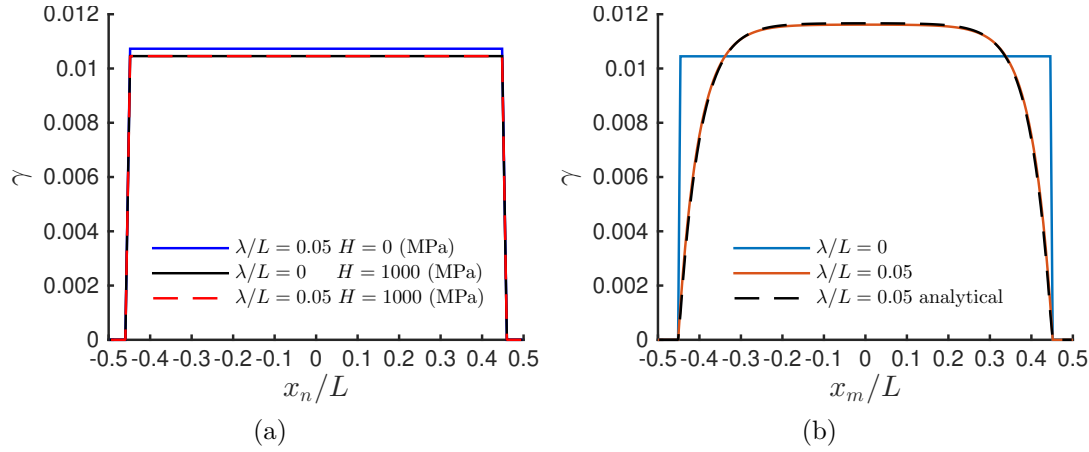 0.012
0.01
0.008
0.006
0.004
0.002
0
γ
λ/L = 0.05 H = 0 (MPa)
λ/L = 0 H = 1000 (MPa)
λ/L = 0.05 H = 1000 (MPa)
-0.5 -0.4 -0.3 -0.2 -0.1 0 0.1 0.2 0.3 0.4 0.5
x_n/L
(a)
0.012
0.01
0.008
0.006
0.004
0.002
0
γ
λ/L = 0
λ/L = 0.05
λ/L = 0.05 analytical
-0.5 -0.4 -0.3 -0.2 -0.1 0 0.1 0.2 0.3 0.4 0.5
x_m/L
(b)